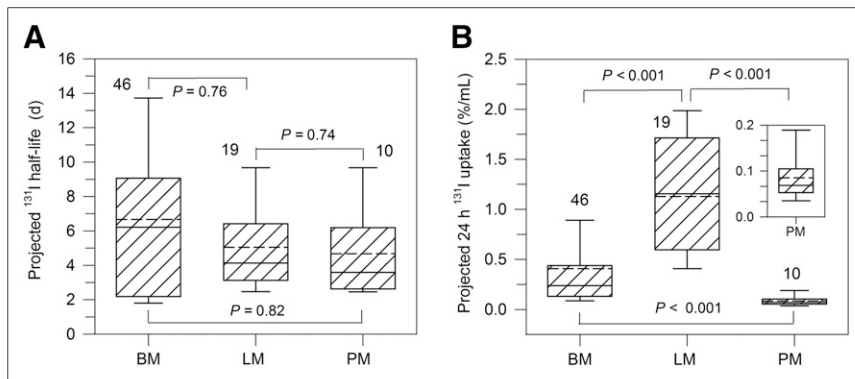 A
Projected ¹³¹I half-life (d)
16
14
12
10
8
6
4
2
0
46
P = 0.76
19
P = 0.74
10
P = 0.82
BM LM PM
B
Projected 24 h ¹³¹I uptake (%/mL)
2.5
2.0
1.5
1.0
0.5
0.0
P < 0.001 P < 0.001
19
46
0.2
0.1
0.0
PM
10
P < 0.001
BM LM PM